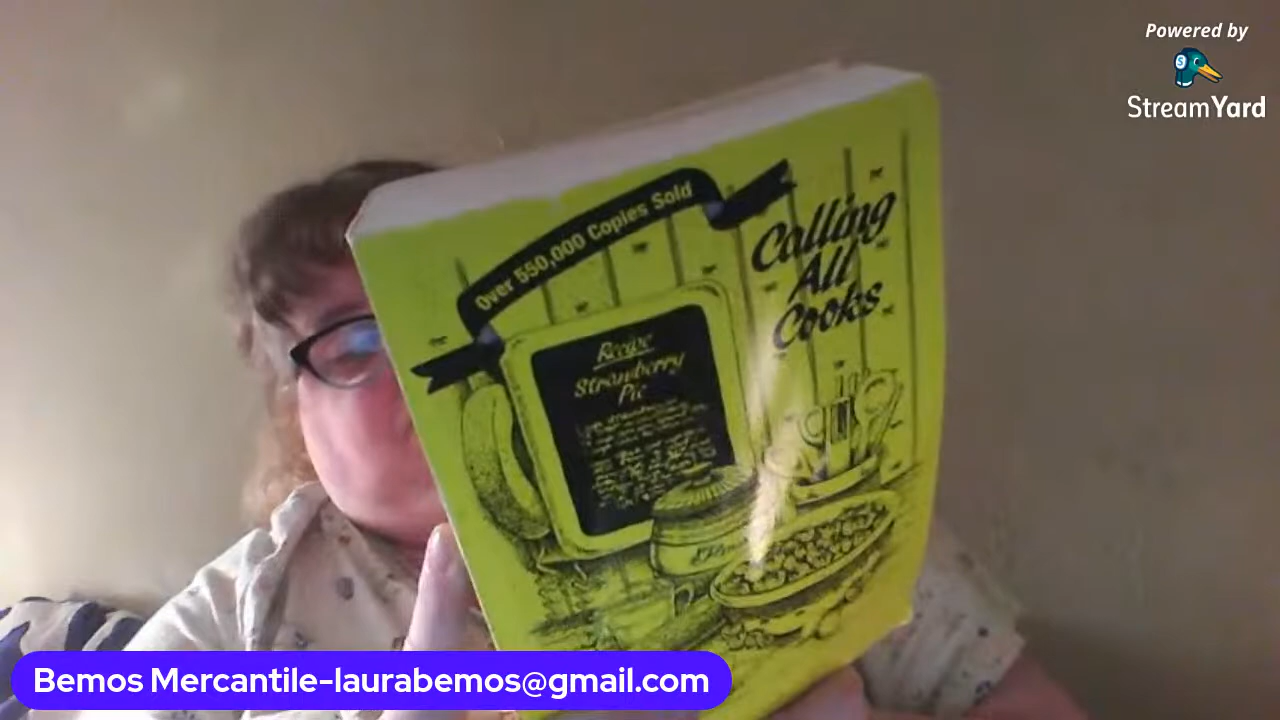 Powered by
StreamYard
Over 550,000 Copies Sold
Calling
All
Cooks
Recipe
Strawberry
Pie
Bemos Mercantile-laurabemos@gmail.com